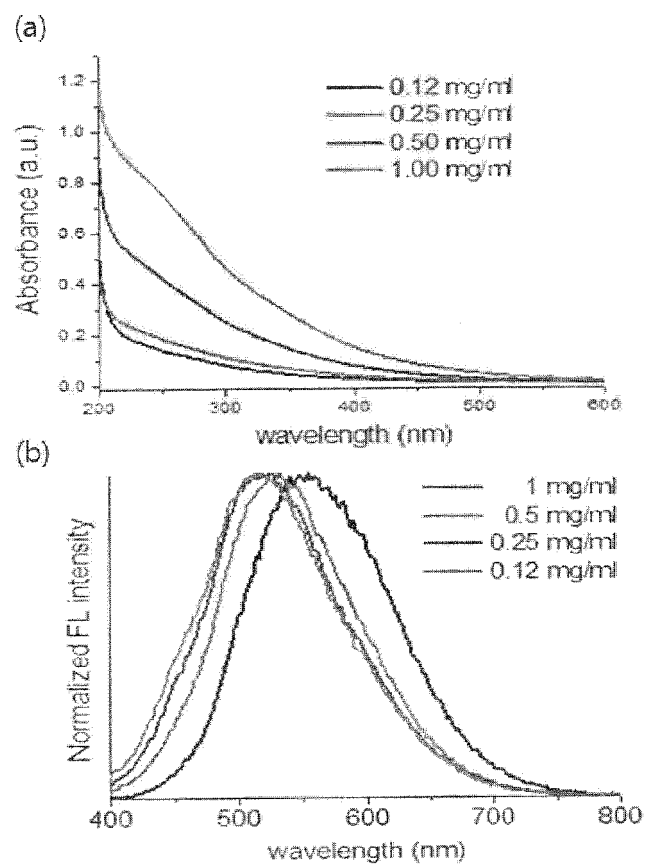 (a)
Absorbance (a.u.)
1.2
1.0
0.8
0.6
0.4
0.2
0.0
0.12 mg/ml
0.25 mg/ml
0.50 mg/ml
1.00 mg/ml
200 300 400 500 600
wavelength (nm)
(b)
Normalized FL intensity
1 mg/ml
0.5 mg/ml
0.25 mg/ml
0.12 mg/ml
400 500 600 700 800
wavelength (nm)